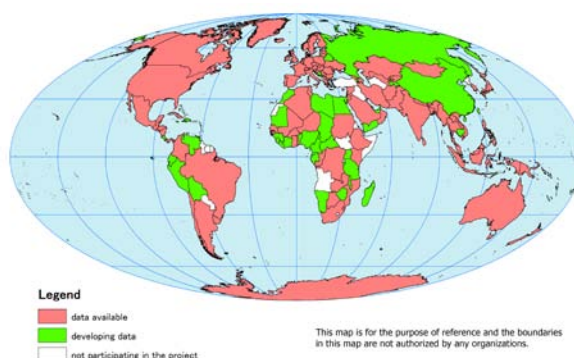 Legend
data available
developing data
not participating in the project
This map is for the purpose of reference and the boundaries
in this map are not authorized by any organizations.